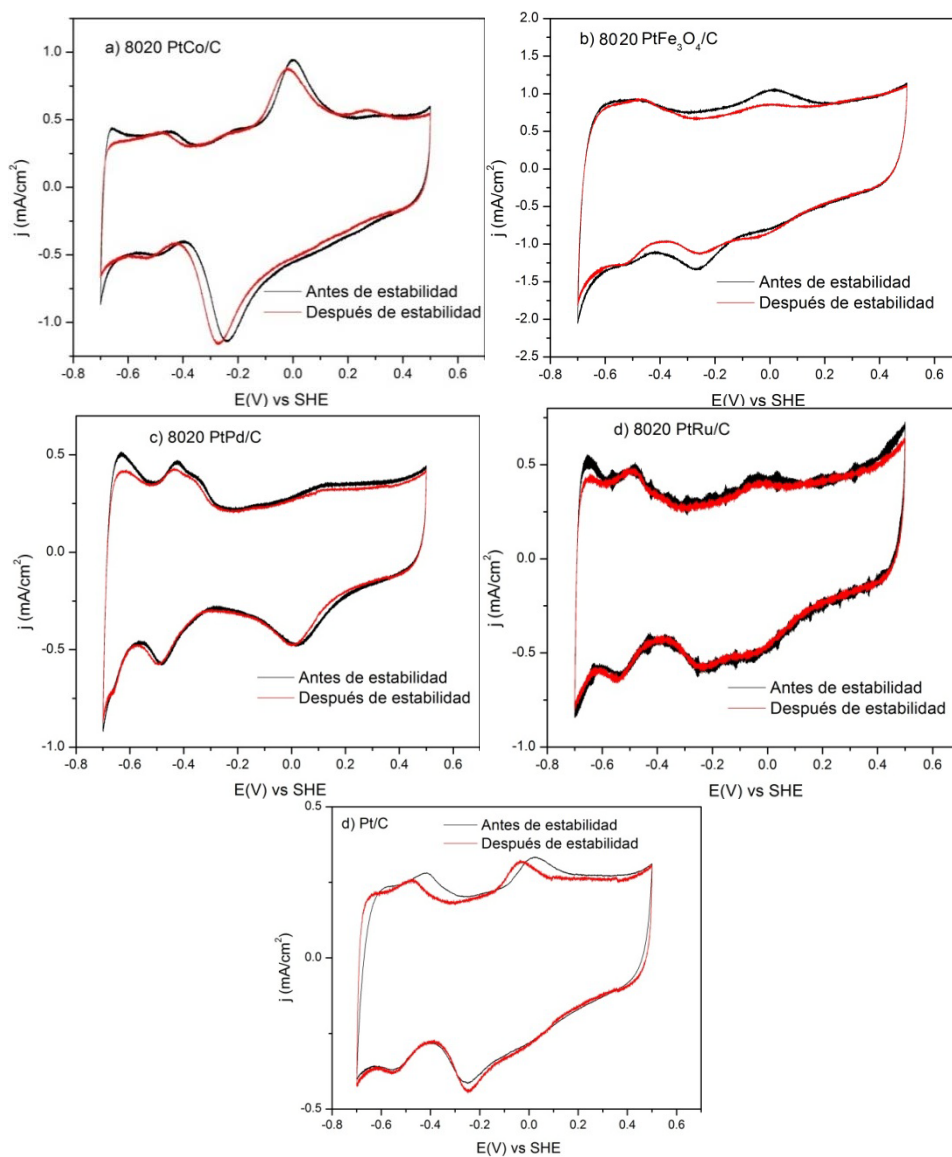 a) 8020 PtCo/C
j (mA/cm²)
1.0
0.5
0.0
-0.5
-1.0
Antes de estabilidad
Después de estabilidad
-0.8 -0.6 -0.4 -0.2 0.0 0.2 0.4 0.6
E(V) vs SHE
b) 8020 PtFe₃O₄/C
j (mA/cm²)
2.0
1.5
1.0
0.5
0.0
-0.5
-1.0
-1.5
-2.0
-2.5
Antes de estabilidad
Después de estabilidad
-0.8 -0.6 -0.4 -0.2 0.0 0.2 0.4 0.6
E(V) vs SHE
c) 8020 PtPd/C
j (mA/cm²)
0.5
0.0
-0.5
-1.0
Antes de estabilidad
Después de estabilidad
-0.8 -0.6 -0.4 -0.2 0.0 0.2 0.4 0.6
E(V) vs SHE
d) 8020 PtRu/C
j (mA/cm²)
0.5
0.0
-0.5
-1.0
Antes de estabilidad
Después de estabilidad
-0.8 -0.6 -0.4 -0.2 0.0 0.2 0.4 0.6
E(V) vs SHE
d) Pt/C
Antes de estabilidad
Después de estabilidad
j (mA/cm²)
0.5
0.0
-0.5
-0.8 -0.6 -0.4 -0.2 0.0 0.2 0.4 0.6
E(V) vs SHE